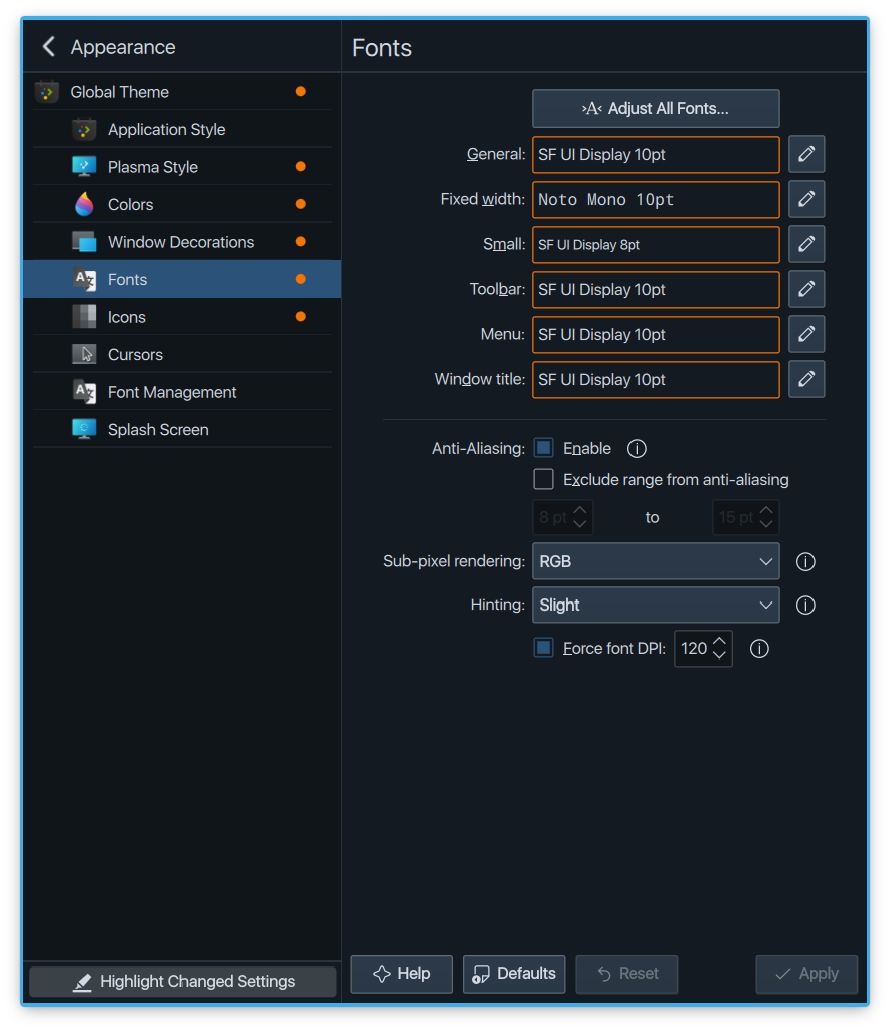 Appearance
Global Theme
Application Style
Plasma Style
Colors
Window Decorations
Fonts
Icons
Cursors
Font Management
Splash Screen
Highlight Changed Settings
Fonts
Adjust All Fonts...
General: SF UI Display 10pt
Fixed width: Noto Mono 10pt
Small: SF UI Display 8pt
Toolbar: SF UI Display 10pt
Menu: SF UI Display 10pt
Window title: SF UI Display 10pt
Anti-Aliasing: Enable
Exclude range from anti-aliasing
8 pt to 15 pt
Sub-pixel rendering: RGB
Hinting: Slight
Force font DPI: 120
Help Defaults Reset Apply